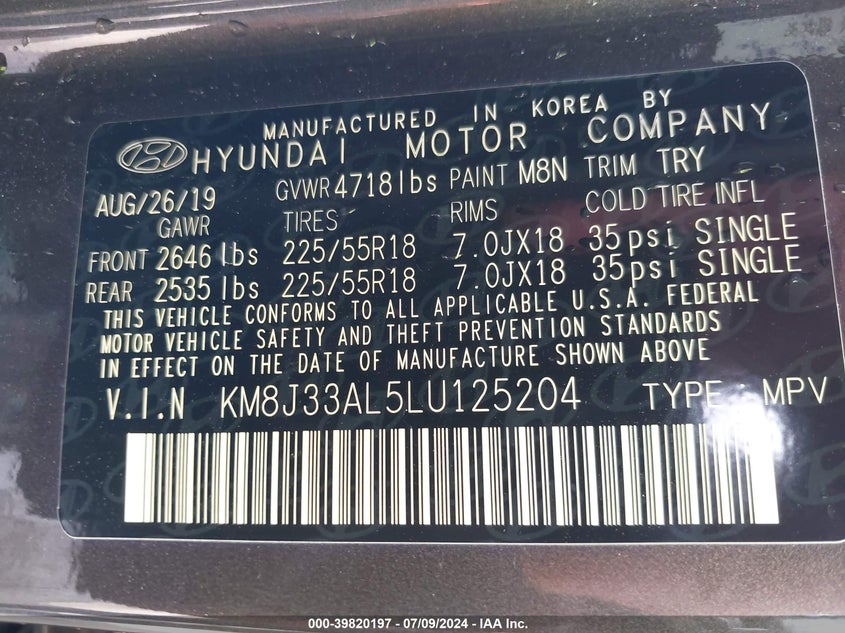 MANUFACTURED IN KOREA BY
HYUNDAI MOTOR COMPANY
AUG/26/19 GVWR 4718lbs PAINT M8N TRIM TRY
GAWR TIRES RIMS COLD TIRE INFL
FRONT 2646 lbs 225/55R18 7.0JX18 35psi SINGLE
REAR 2535 lbs 225/55R18 7.0JX18 35psi SINGLE
THIS VEHICLE CONFORMS TO ALL APPLICABLE U.S.A. FEDERAL
MOTOR VEHICLE SAFETY AND THEFT PREVENTION STANDARDS
IN EFFECT ON THE DATE OF MANUFACTURE SHOWN ABOVE
V.I.N KM8J33AL5LU125204 TYPE MPV
000-39820197 - 07/09/2024 - IAA Inc.